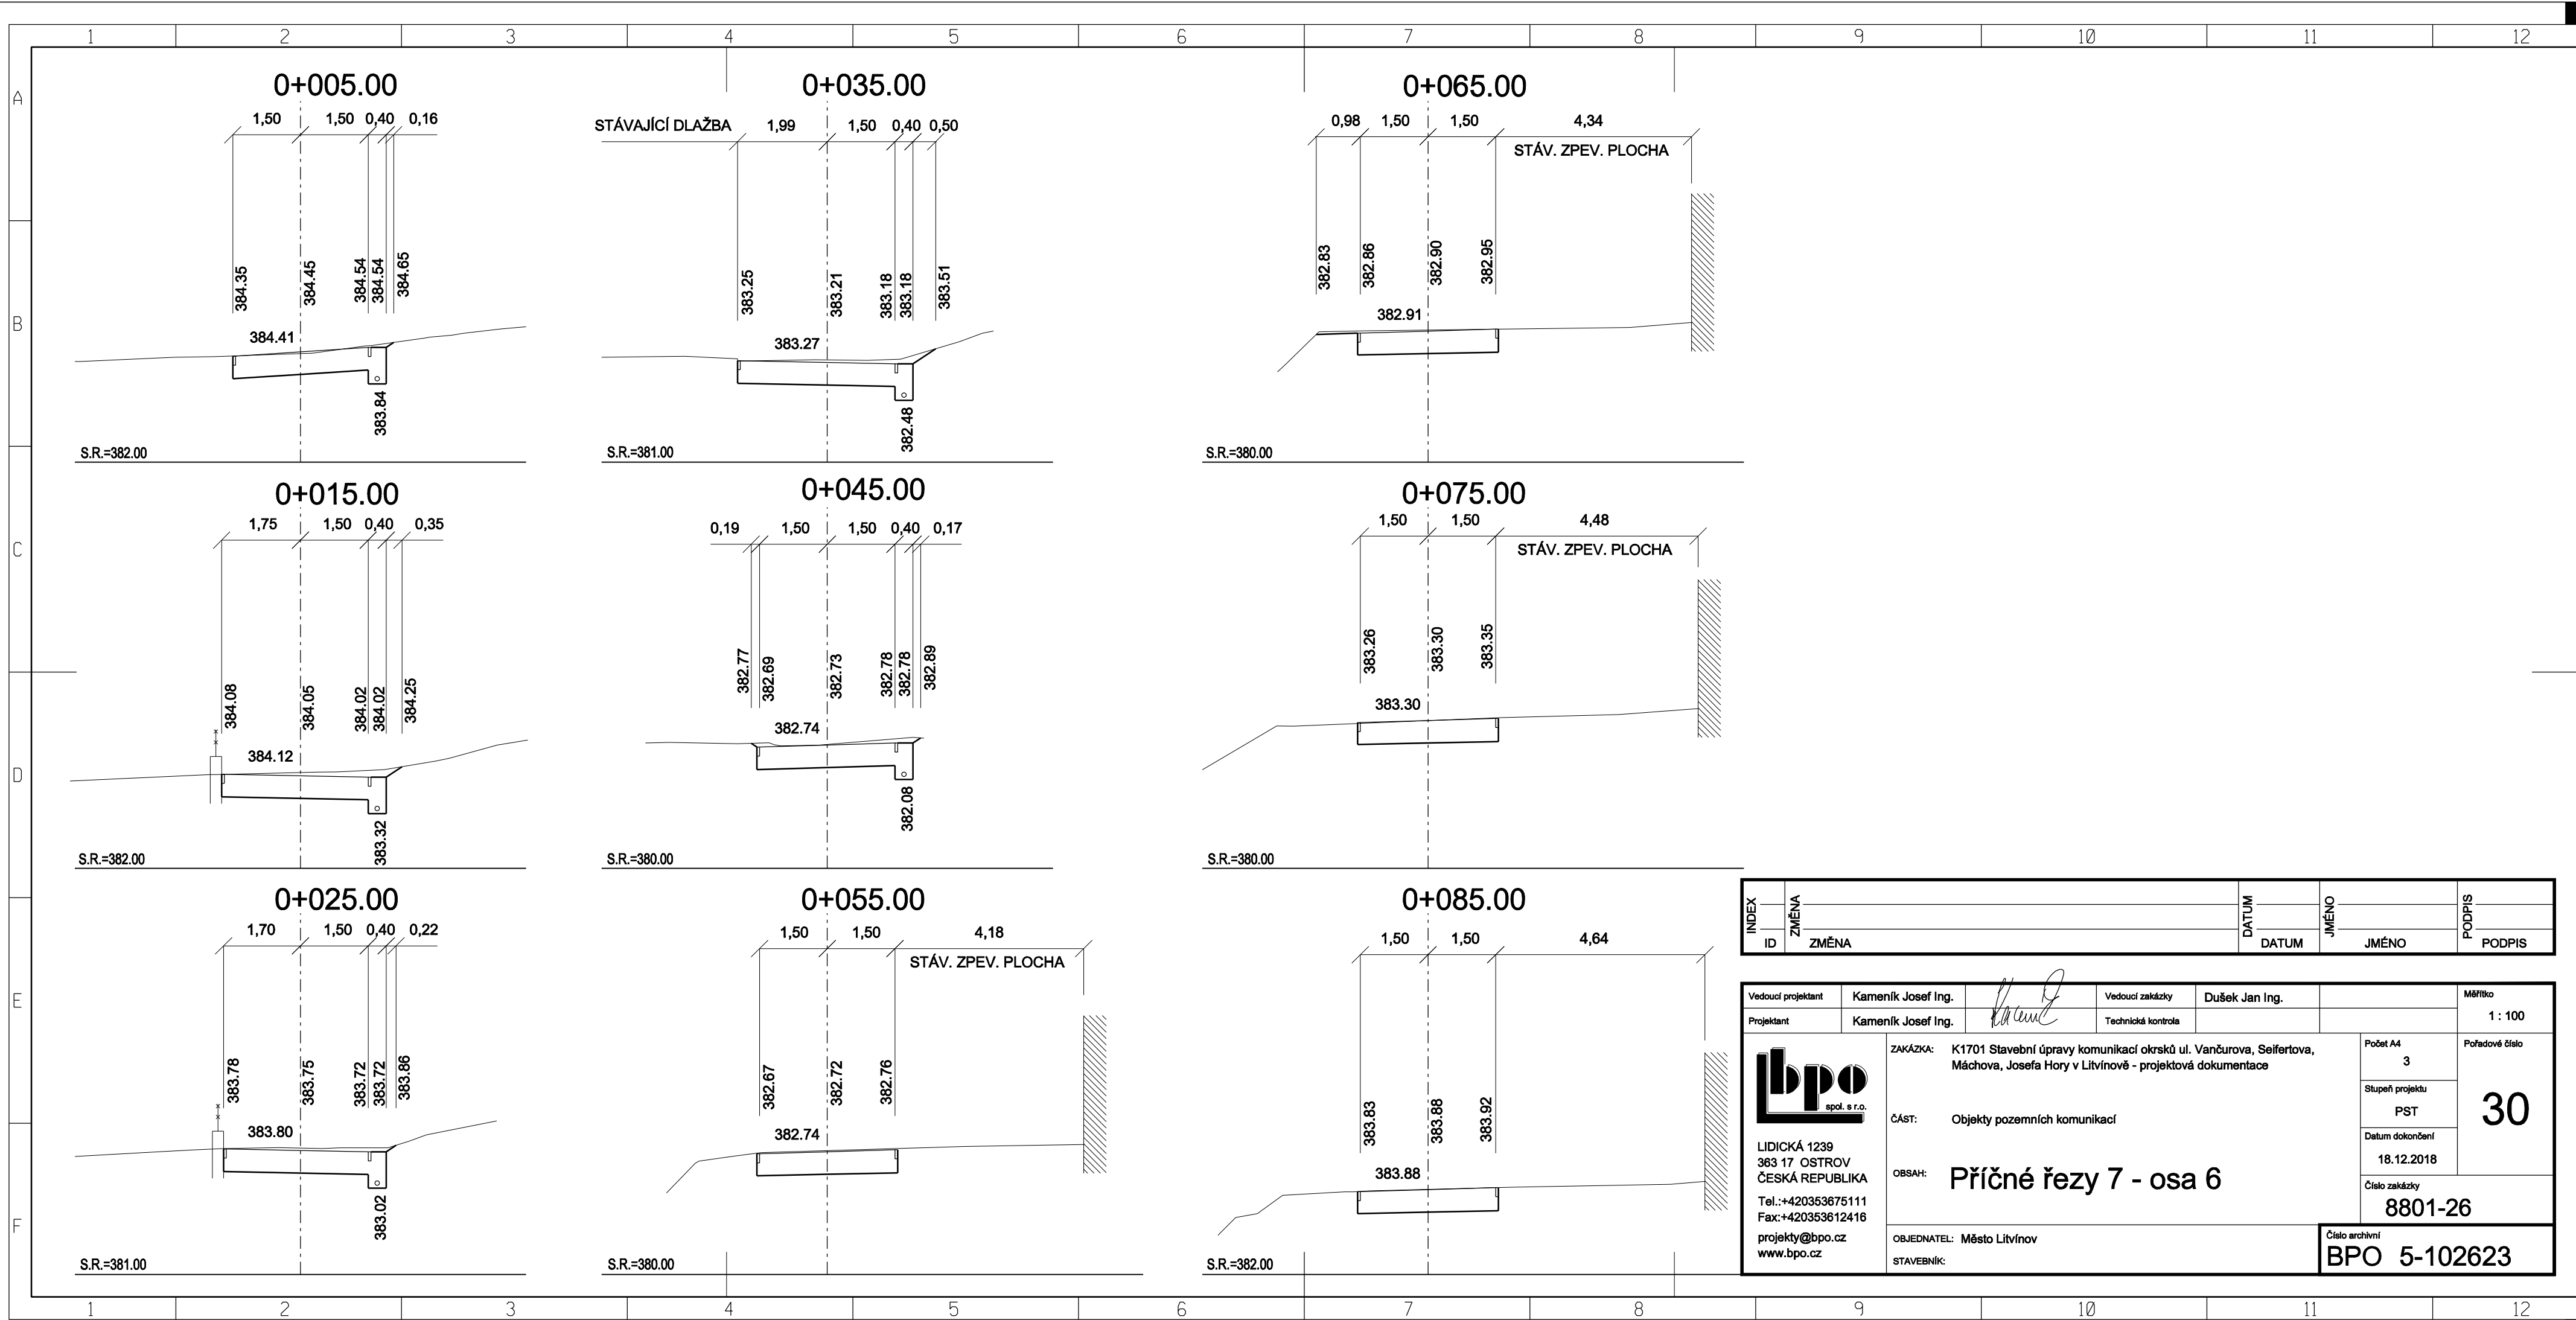 1 2 3 4 5 6 7 8 9 10 11 12
A
B
C
D
E
F
0+005.00
1,50 1,50 0,40 0,16
384.35 384.45 384.54 384.54 384.65
384.41
383.84
S.R.=382.00
0+035.00
STÁVAJÍCÍ DLAŽBA 1,99 1,50 0,40 0,50
383.25 383.21 383.18 383.18 383.51
383.27
382.48
S.R.=381.00
0+065.00
0,98 1,50 1,50 4,34
STÁV. ZPEV. PLOCHA
382.83 382.86 382.90 382.95
382.91
S.R.=380.00
0+015.00
1,75 1,50 0,40 0,35
384.08 384.05 384.02 384.02 384.25
384.12
383.32
S.R.=382.00
0+045.00
0,19 1,50 1,50 0,40 0,17
382.77 382.69 382.73 382.78 382.78 382.89
382.74
382.08
S.R.=380.00
0+075.00
1,50 1,50 4,48
STÁV. ZPEV. PLOCHA
383.26 383.30 383.35
383.30
S.R.=380.00
0+025.00
1,70 1,50 0,40 0,22
383.78 383.75 383.72 383.72 383.86
383.80
383.02
S.R.=381.00
0+055.00
1,50 1,50 4,18
STÁV. ZPEV. PLOCHA
382.67 382.72 382.76
382.74
S.R.=380.00
0+085.00
1,50 1,50 4,64
383.83 383.88 383.92
383.88
S.R.=382.00
INDEX ZMĚNA DATUM JMÉNO PODPIS
ID ZMĚNA DATUM JMÉNO PODPIS
Vedoucí projektant Kameník Josef Ing. Vedoucí zakázky Dušek Jan Ing. Měřítko
Projektant Kameník Josef Ing. Technická kontrola 1 : 100
bpo
spol. s r.o.
LIDICKÁ 1239
363 17 OSTROV
ČESKÁ REPUBLIKA
Tel.:+420353675111
Fax:+420353612416
projekty@bpo.cz
www.bpo.cz
ZAKÁZKA: K1701 Stavební úpravy komunikací okrsků ul. Vančurova, Seifertova,
Máchova, Josefa Hory v Litvínově - projektová dokumentace
ČÁST: Objekty pozemních komunikací
OBSAH: Příčné řezy 7 - osa 6
OBJEDNATEL: Město Litvínov
STAVEBNÍK:
Počet A4
3
Stupeň projektu
PST
Datum dokončení
18.12.2018
Pořadové číslo
30
Číslo zakázky
8801-26
Číslo archivní
BPO 5-102623
1 2 3 4 5 6 7 8 9 10 11 12